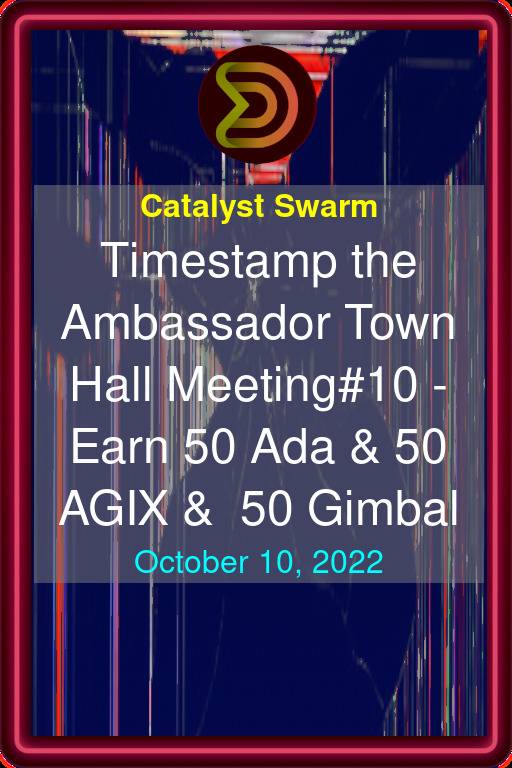 Catalyst Swarm
Timestamp the
Ambassador Town
Hall Meeting#10 -
Earn 50 Ada & 50
AGIX &  50 Gimbal
October 10, 2022